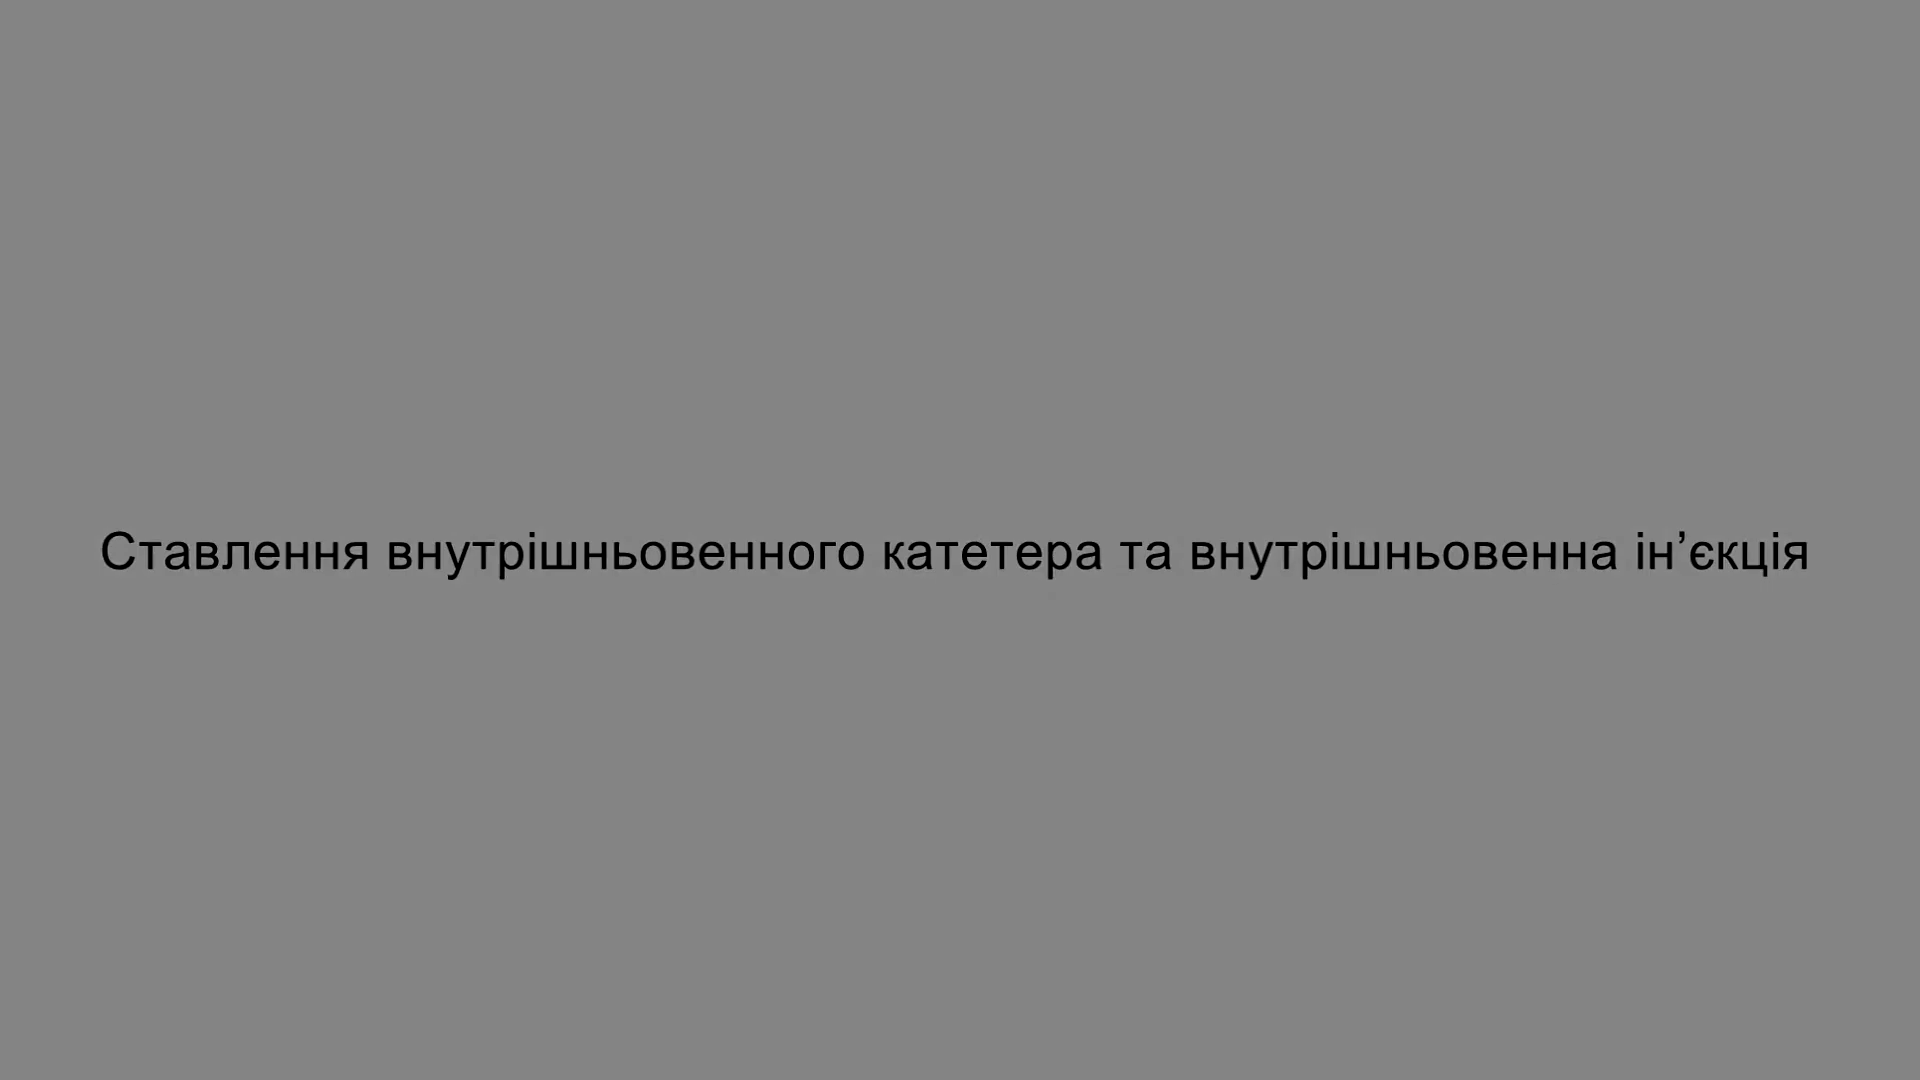 Ставлення внутрішньовенного катетера та внутрішньовенна ін’єкція